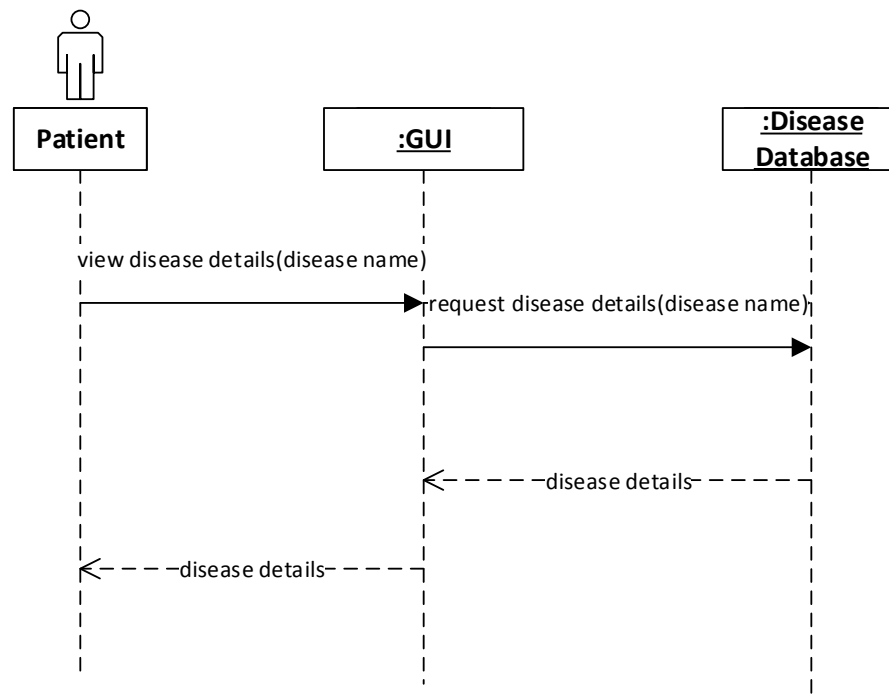 Patient
:GUI
:Disease
Database
view disease details(disease name)
request disease details(disease name)
disease details
disease details